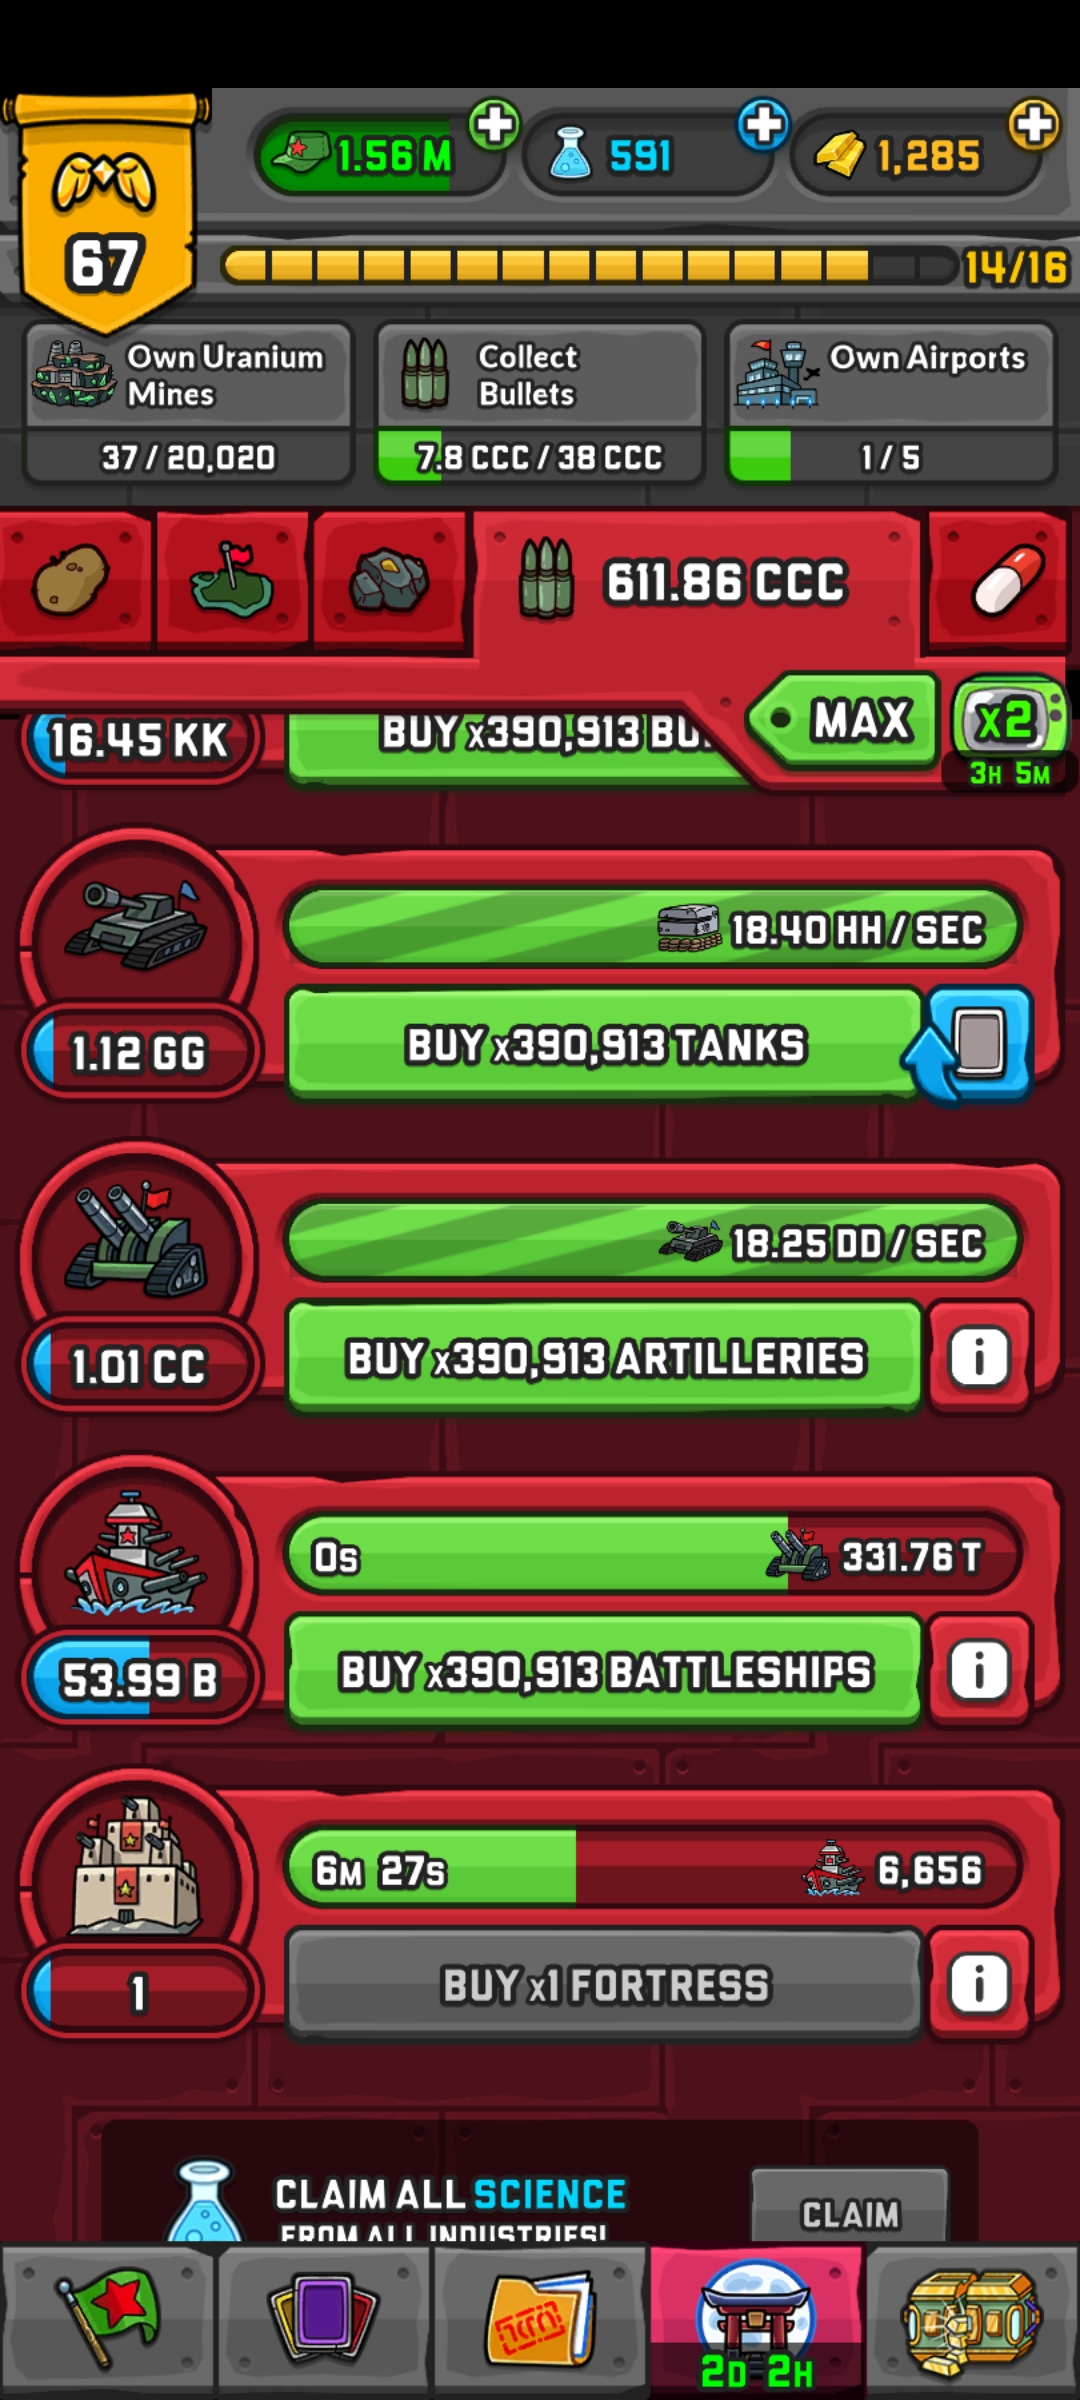 1.56 M
591
1,285
67
14/16
Own Uranium
Mines
37 / 20,020
Collect
Bullets
7.8 CCC / 38 CCC
Own Airports
1 / 5
611.86 CCC
MAX
x2
3H 5M
16.45 KK
BUY x390,913
18.40 HH / SEC
1.12 GG
BUY x390,913 TANKS
18.25 DD / SEC
1.01 CC
BUY x390,913 ARTILLERIES
i
0s
331.76 T
53.99 B
BUY x390,913 BATTLESHIPS
i
6M 27s
6,656
1
BUY x1 FORTRESS
i
CLAIM ALL SCIENCE
FROM ALL INDUSTRIES!
CLAIM
2D 2H